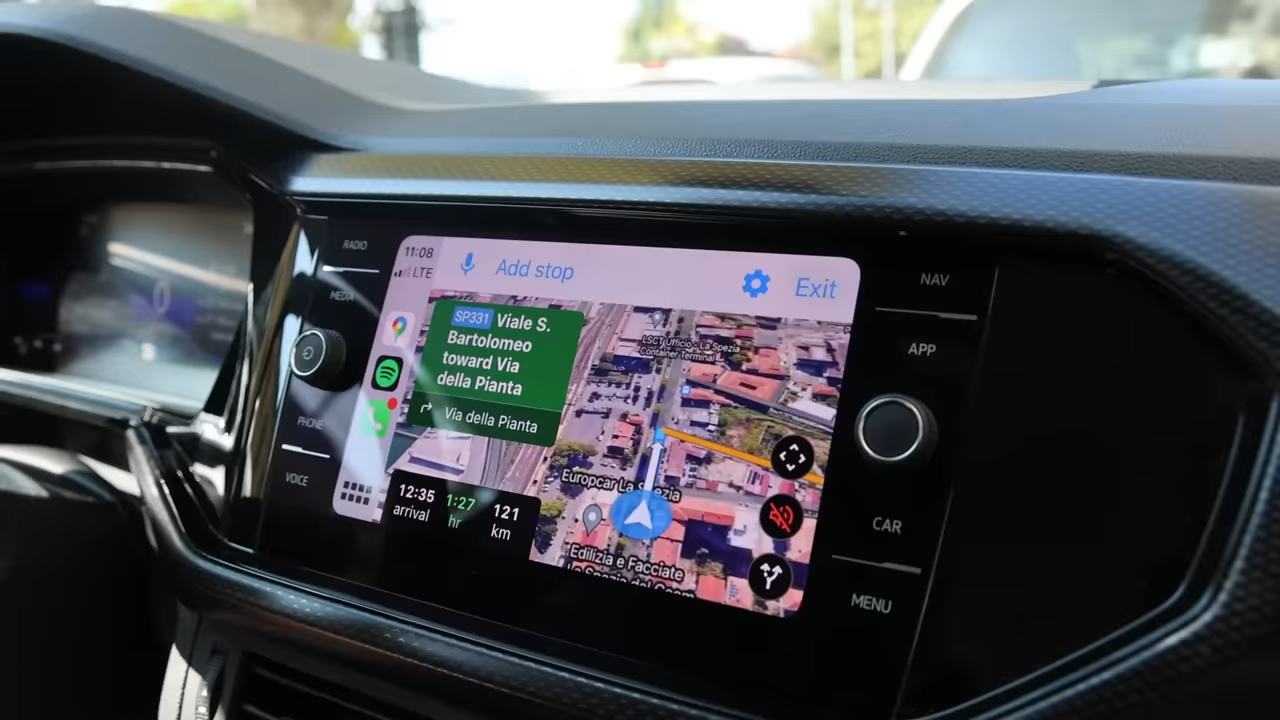 RADIO
MEDIA
PHONE
VOICE
11:08
LTE
Add stop
Exit
SP331 Viale S.
Bartolomeo
toward Via
della Pianta
Via della Pianta
12:35
arrival
1:27
hr
121
km
LSCT Ufficio - La Spezia
Container Terminal
Europcar La Spezia
Edilizia e Facciate
NAV
APP
CAR
MENU